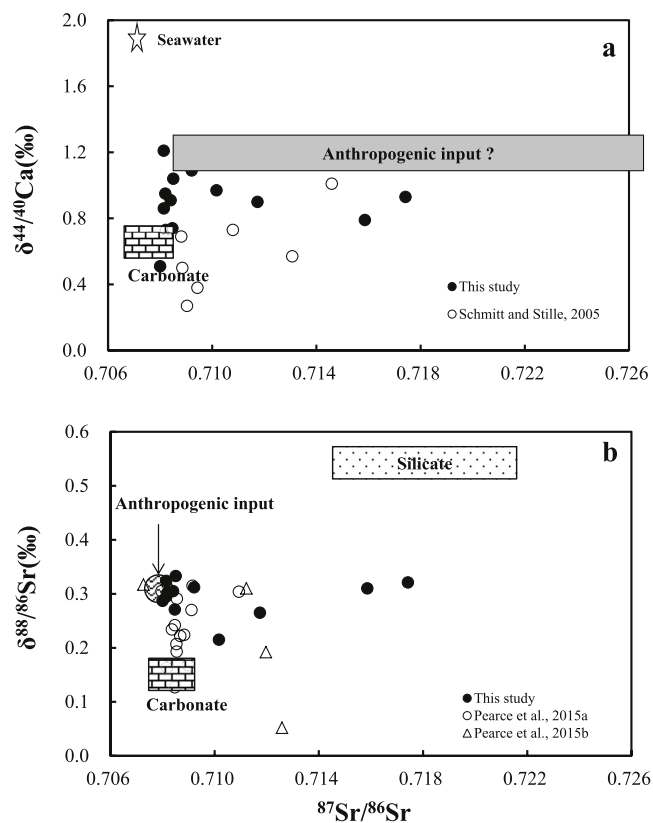 2.0
a
Seawater
1.6
Anthropogenic input ?
1.2
δ44/40Ca(‰)
0.8
Carbonate
This study
0.4
Schmitt and Stille, 2005
0.0
0.706 0.710 0.714 0.718 0.722 0.726
0.6
b
Silicate
0.5
Anthropogenic input
0.4
δ88/86Sr(‰)
0.3
0.2
Carbonate
This study
0.1
Pearce et al., 2015a
Pearce et al., 2015b
0.0
0.706 0.710 0.714 0.718 0.722 0.726
87Sr/86Sr